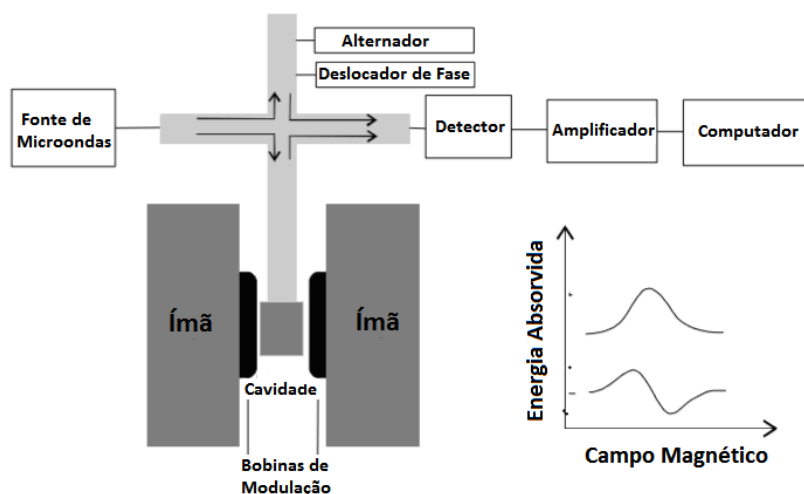 Alternador
Deslocador de Fase
Fonte de
Microondas
Detector
Amplificador
Computador
Ímã
Ímã
Cavidade
Bobinas de
Modulação
Energia Absorvida
Campo Magnético